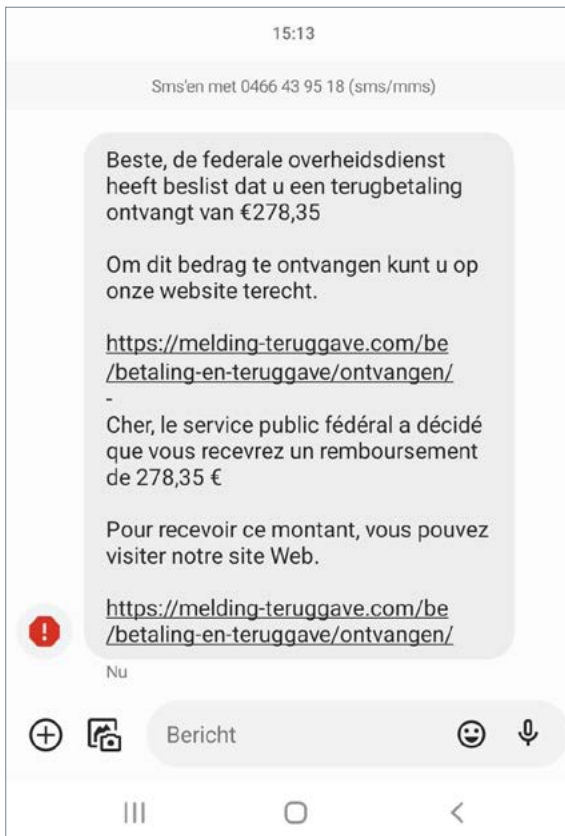 15:13
Sms'en met 0466 43 95 18 (sms/mms)
Beste, de federale overheidsdienst
heeft beslist dat u een terugbetaling
ontvangt van €278,35
Om dit bedrag te ontvangen kunt u op
onze website terecht.
https://melding-teruggave.com/be
/betaling-en-teruggave/ontvangen/
-
Cher, le service public fédéral a décidé
que vous recevrez un remboursement
de 278,35 €
Pour recevoir ce montant, vous pouvez
visiter notre site Web.
https://melding-teruggave.com/be
/betaling-en-teruggave/ontvangen/
Nu
Bericht